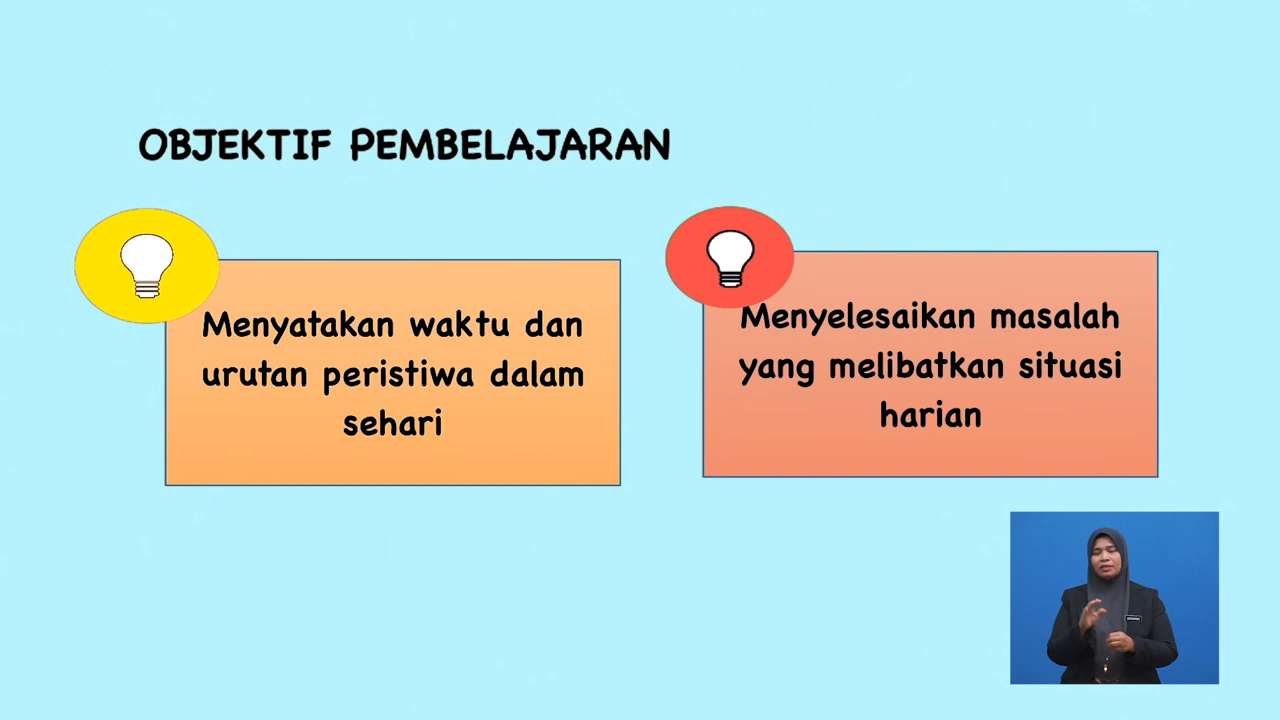 OBJEKTIF PEMBELAJARAN
Menyatakan waktu dan
urutan peristiwa dalam
sehari
Menyelesaikan masalah
yang melibatkan situasi
harian